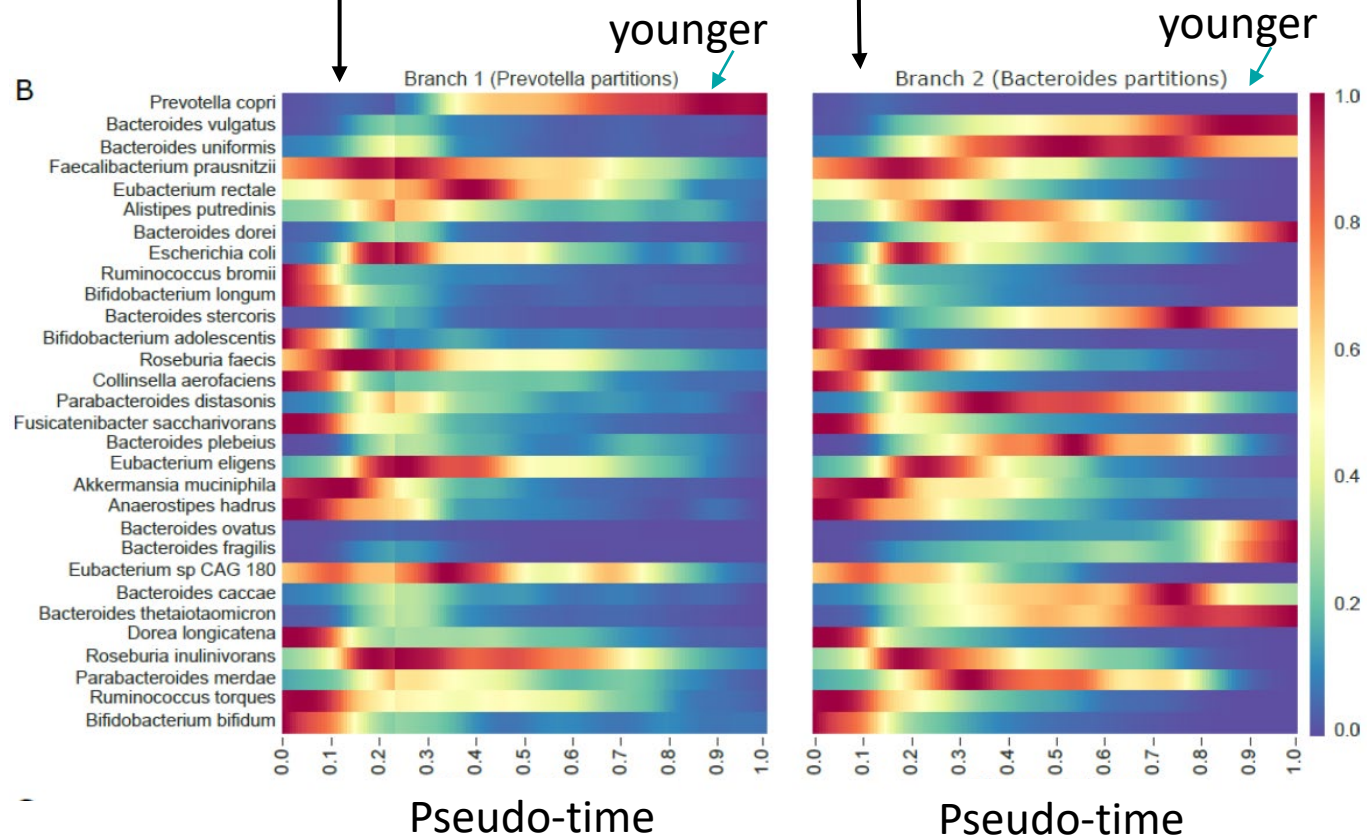 younger
younger
B
Branch 1 (Prevotella partitions)
Branch 2 (Bacteroides partitions)
Prevotella copri
Bacteroides vulgatus
Bacteroides uniformis
Faecalibacterium prausnitzii
Eubacterium rectale
Alistipes putredinis
Bacteroides dorei
Escherichia coli
Ruminococcus bromii
Bifidobacterium longum
Bacteroides stercoris
Bifidobacterium adolescentis
Roseburia faecis
Collinsella aerofaciens
Parabacteroides distasonis
Fusicatenibacter saccharivorans
Bacteroides plebeius
Eubacterium eligens
Akkermansia muciniphila
Anaerostipes hadrus
Bacteroides ovatus
Bacteroides fragilis
Eubacterium sp CAG 180
Bacteroides caccae
Bacteroides thetaiotaomicron
Dorea longicatena
Roseburia inulinivorans
Parabacteroides merdae
Ruminococcus torques
Bifidobacterium bifidum
1.0
0.8
0.6
0.4
0.2
0.0
0.0 0.1 0.2 0.3 0.4 0.5 0.6 0.7 0.8 0.9 1.0
0.0 0.1 0.2 0.3 0.4 0.5 0.6 0.7 0.8 0.9 1.0
Pseudo-time
Pseudo-time